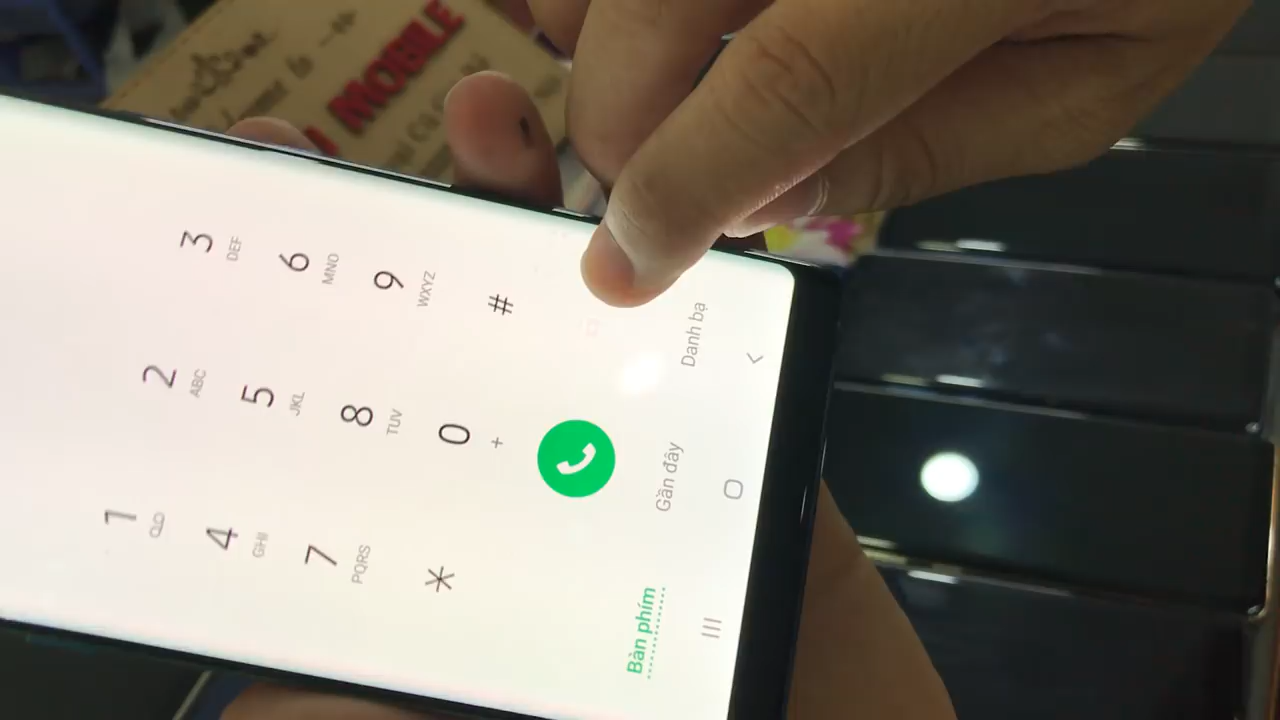 MOBILE
1
2 ABC
3 DEF
4 GHI
5 JKL
6 MNO
7 PQRS
8 TUV
9 WXYZ
*
0 +
#
Bàn phím
Gần đây
Danh bạ